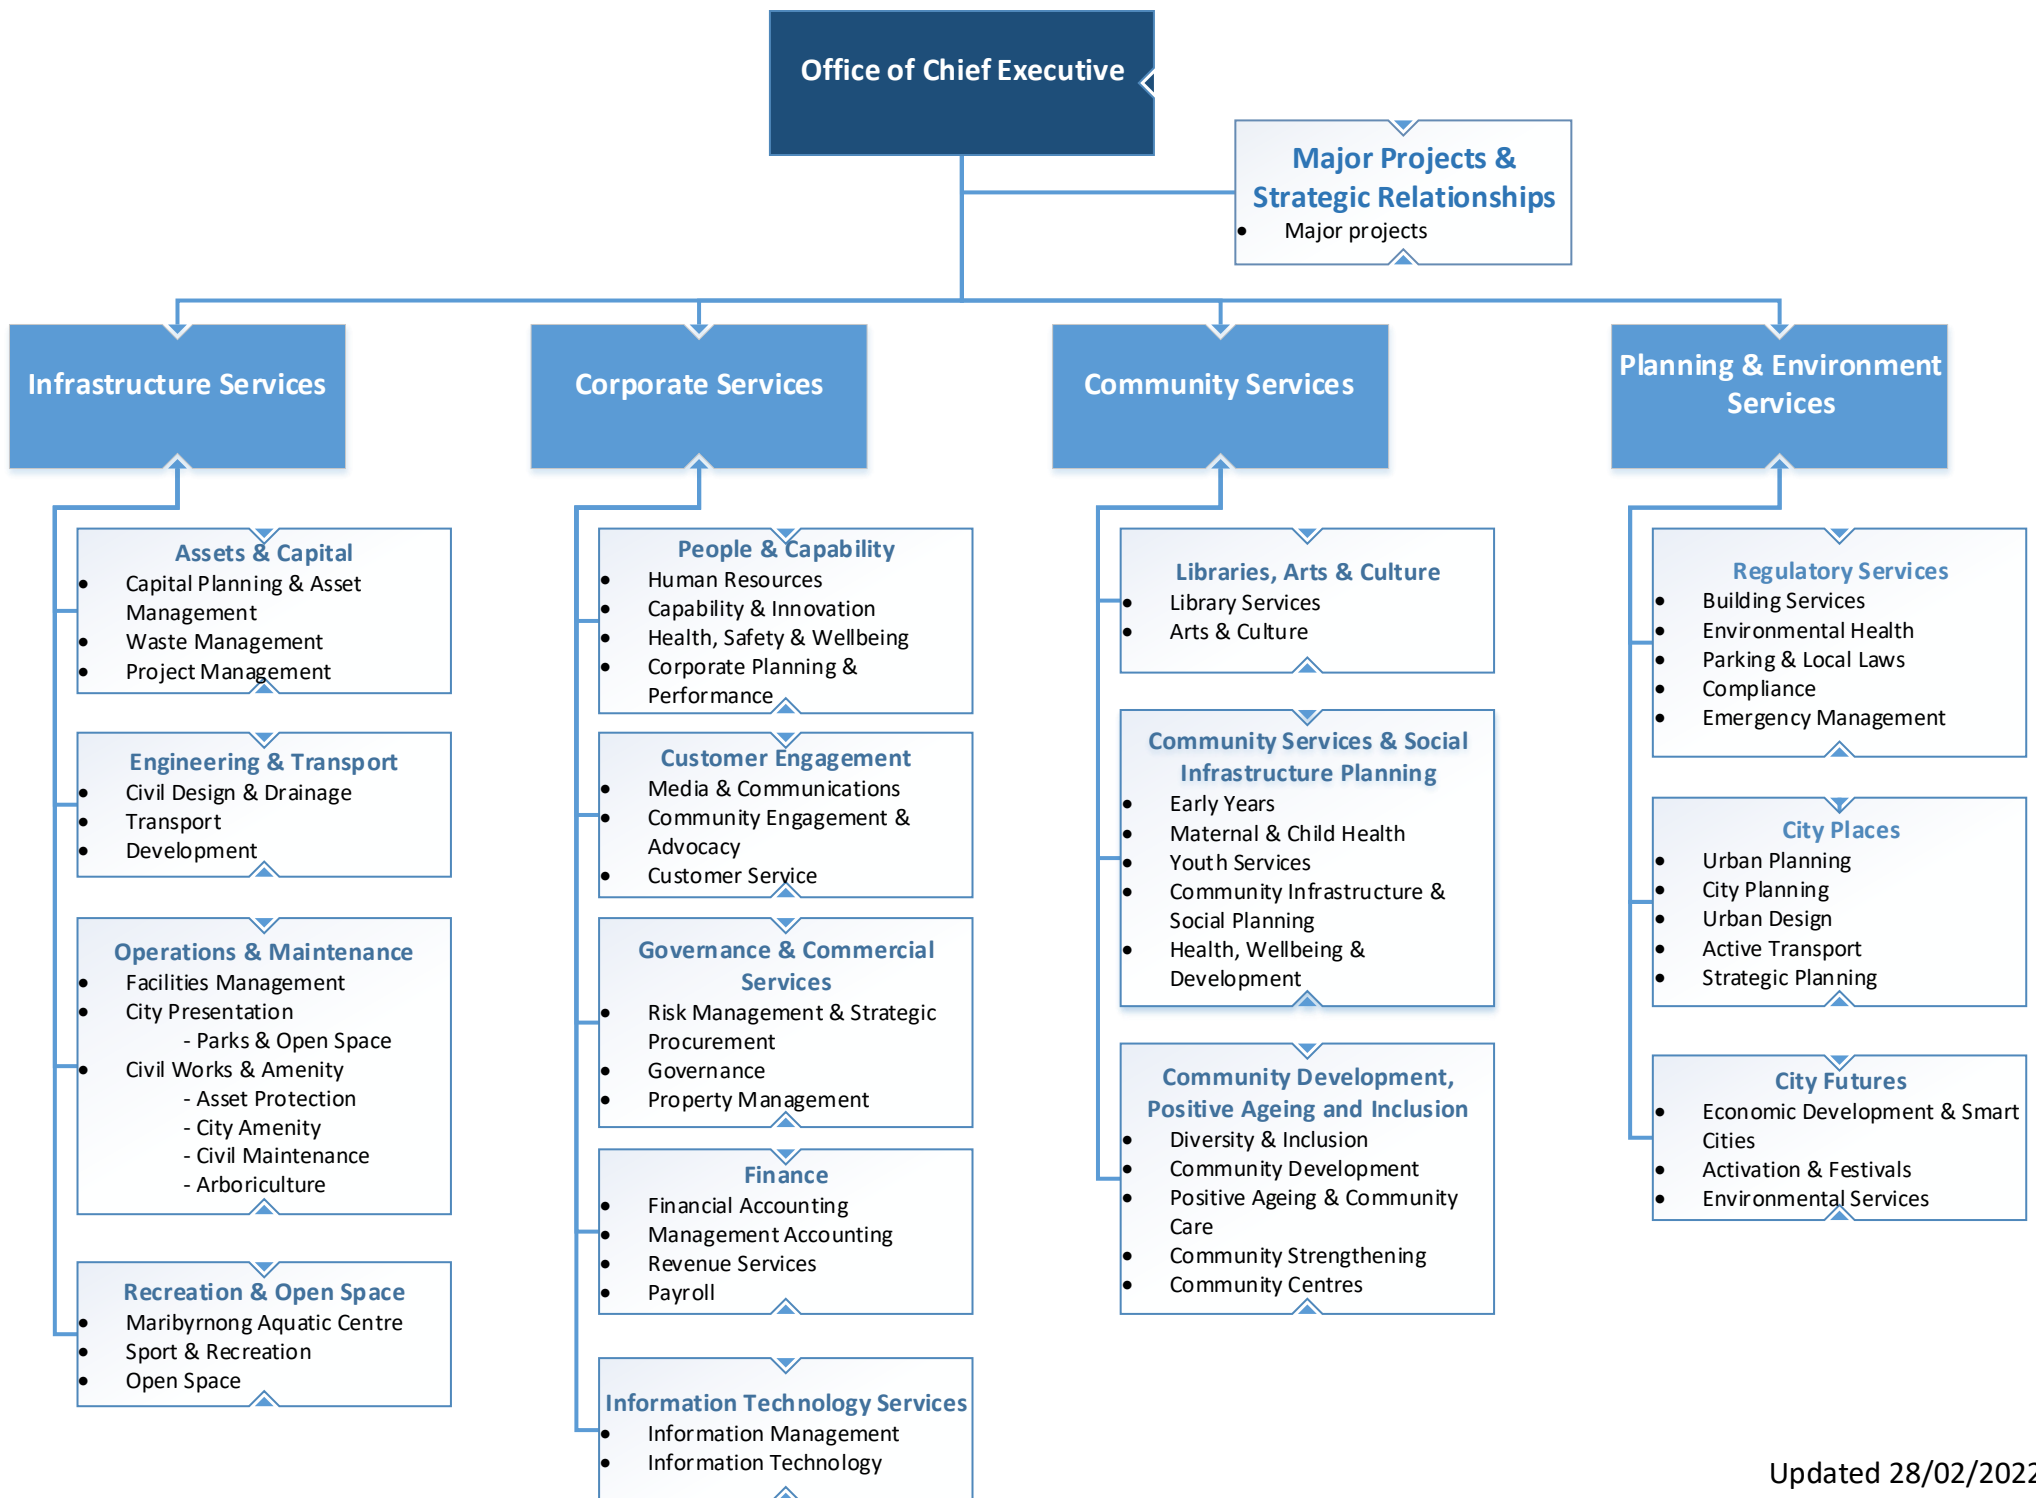 Office of Chief Executive
Major Projects &
Strategic Relationships
• Major projects
Infrastructure Services
Corporate Services
Community Services
Planning & Environment
Services
Assets & Capital
• Capital Planning & Asset
Management
• Waste Management
• Project Management
Engineering & Transport
• Civil Design & Drainage
• Transport
• Development
Operations & Maintenance
• Facilities Management
• City Presentation
- Parks & Open Space
• Civil Works & Amenity
- Asset Protection
- City Amenity
- Civil Maintenance
- Arboriculture
Recreation & Open Space
• Maribyrnong Aquatic Centre
• Sport & Recreation
• Open Space
People & Capability
• Human Resources
• Capability & Innovation
• Health, Safety & Wellbeing
• Corporate Planning &
Performance
Customer Engagement
• Media & Communications
• Community Engagement &
Advocacy
• Customer Service
Governance & Commercial
Services
• Risk Management & Strategic
Procurement
• Governance
• Property Management
Finance
• Financial Accounting
• Management Accounting
• Revenue Services
• Payroll
Information Technology Services
• Information Management
• Information Technology
Libraries, Arts & Culture
• Library Services
• Arts & Culture
Community Services & Social
Infrastructure Planning
• Early Years
• Maternal & Child Health
• Youth Services
• Community Infrastructure &
Social Planning
• Health, Wellbeing &
Development
Community Development,
Positive Ageing and Inclusion
• Diversity & Inclusion
• Community Development
• Positive Ageing & Community
Care
• Community Strengthening
• Community Centres
Regulatory Services
• Building Services
• Environmental Health
• Parking & Local Laws
• Compliance
• Emergency Management
City Places
• Urban Planning
• City Planning
• Urban Design
• Active Transport
• Strategic Planning
City Futures
• Economic Development & Smart
Cities
• Activation & Festivals
• Environmental Services
Updated 28/02/2022